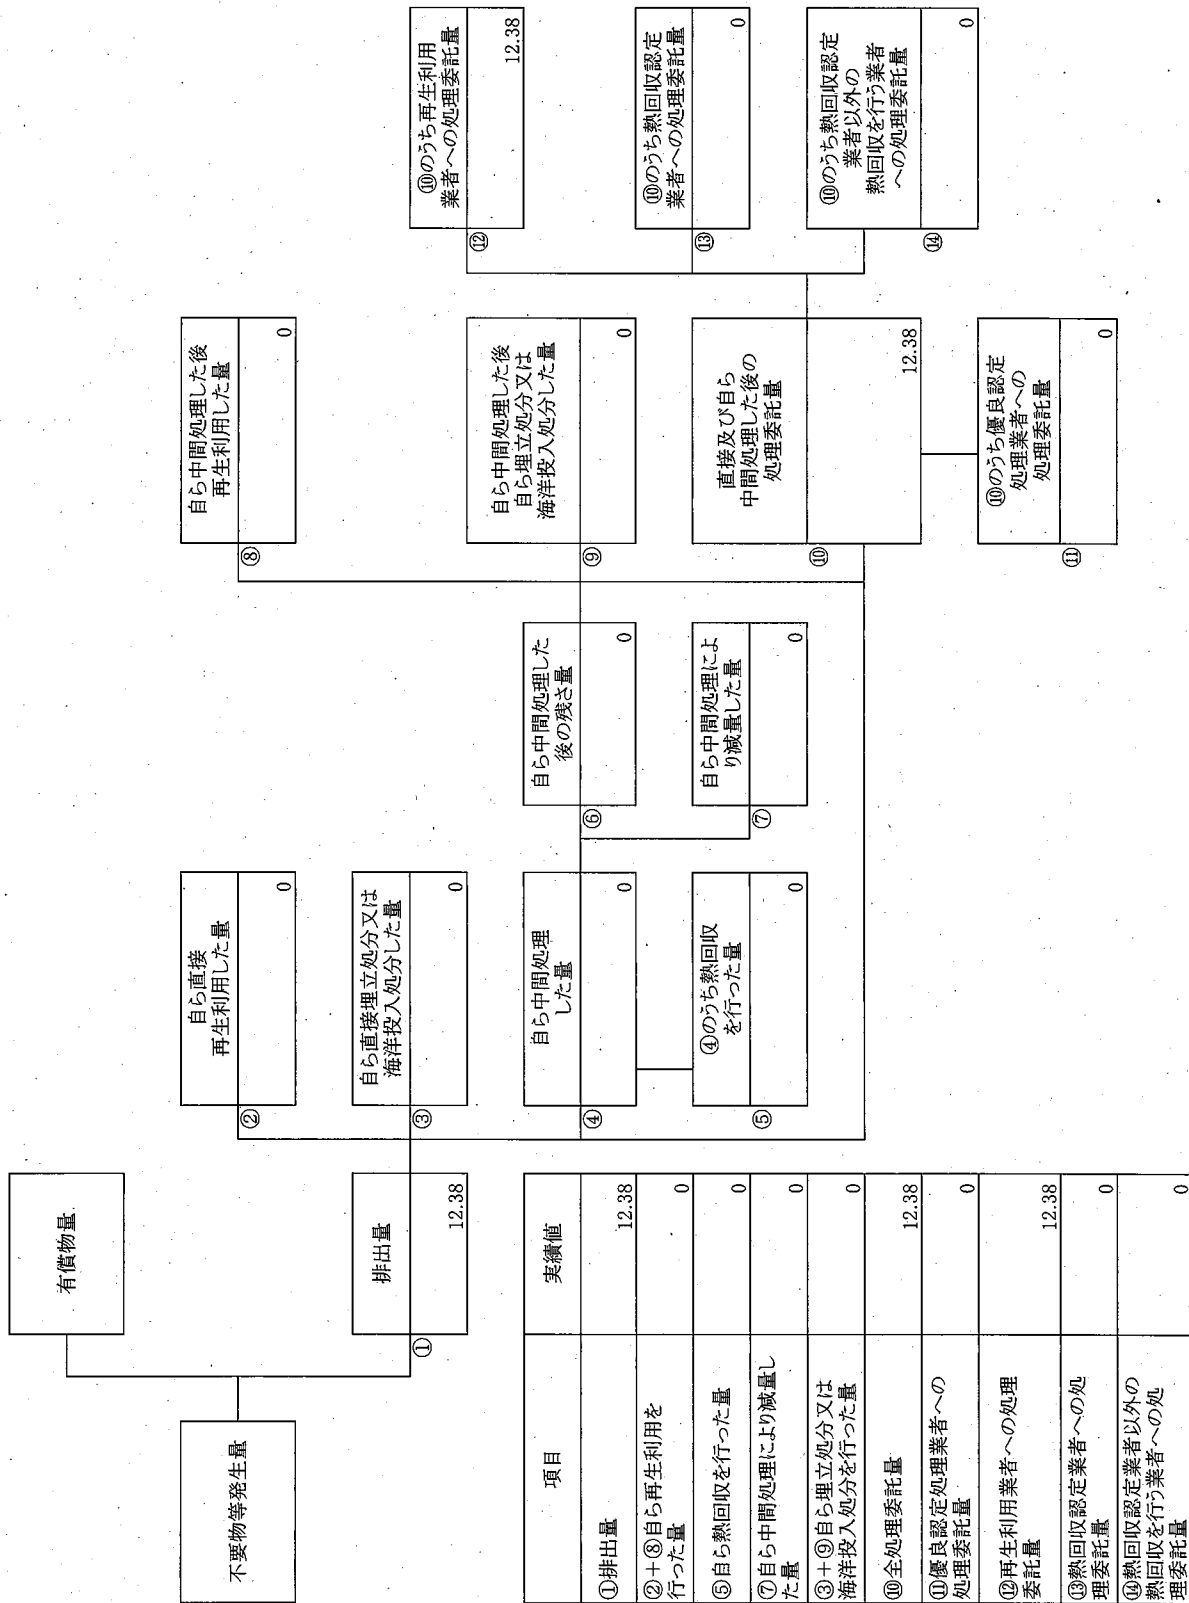 不要物等発生量
有償物量
排出量
①
12.38
自ら直接
再生利用した量
②
0
自ら直接埋立処分又は
海洋投入処分した量
③
0
自ら中間処理
した量
④
0
④のうち熱回収
を行った量
⑤
0
自ら中間処理した
後の残さ量
⑥
0
自ら中間処理によ
り減量した量
⑦
0
自ら中間処理した後
再生利用した量
⑧
0
自ら中間処理した後
自ら埋立処分又は
海洋投入処分した量
⑨
0
直接及び自ら
中間処理した後の
処理委託量
⑩
12.38
⑩のうち優良認定
処理業者への
処理委託量
⑪
0
⑩のうち再生利用
業者への処理委託量
⑫
12.38
⑩のうち熱回収認定
業者への処理委託量
⑬
0
⑩のうち熱回収認定
業者以外の
熱回収を行う業者
への処理委託量
⑭
0
項目 実績値
①排出量 12.38
②+⑧自ら再生利用を
行った量 0
⑤自ら熱回収を行った量 0
⑦自ら中間処理により減量し
た量 0
③+⑨自ら埋立処分又は
海洋投入処分を行った量 0
⑩全処理委託量 12.38
⑪優良認定処理業者への
処理委託量 0
⑫再生利用業者への処理
委託量 12.38
⑬熱回収認定業者への処
理委託量 0
⑭熱回収認定業者以外の
熱回収を行う業者への処
理委託量 0